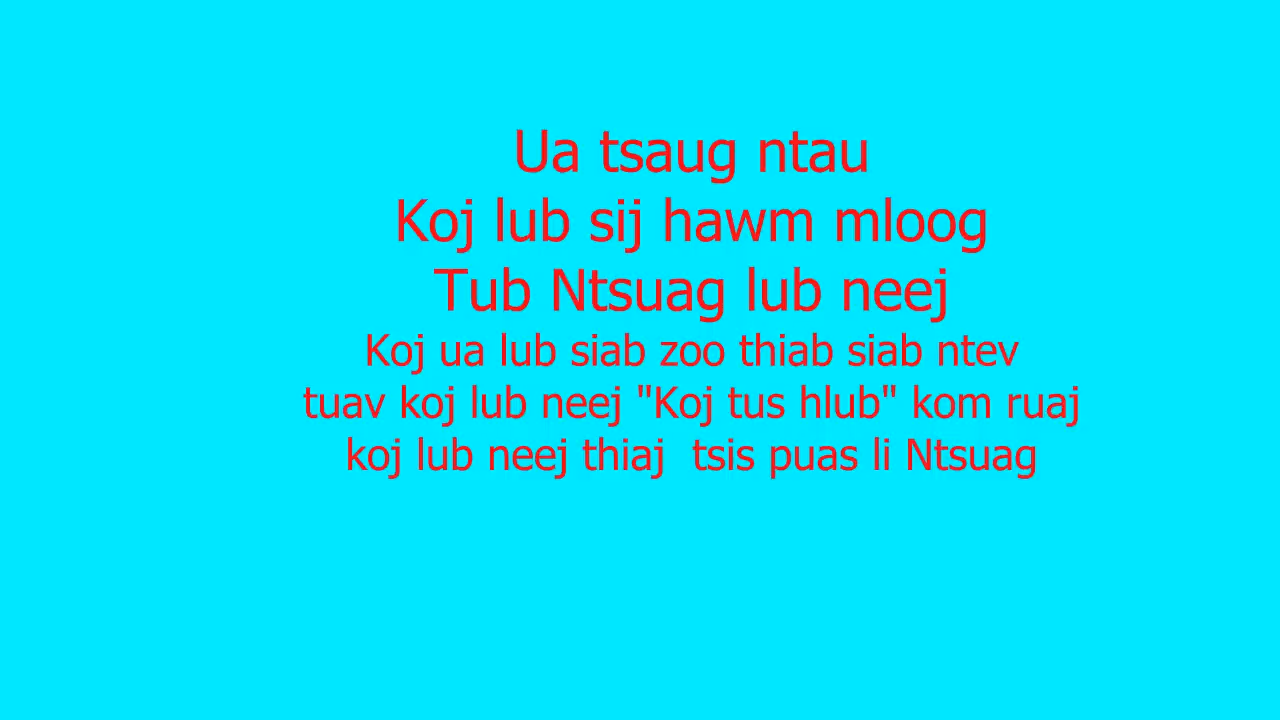 Ua tsaug ntau
Koj lub sij hawm mloog
Tub Ntsuag lub neej
Koj ua lub siab zoo thiab siab ntev
tuav koj lub neej "Koj tus hlub" kom ruaj
koj lub neej thiaj  tsis puas li Ntsuag